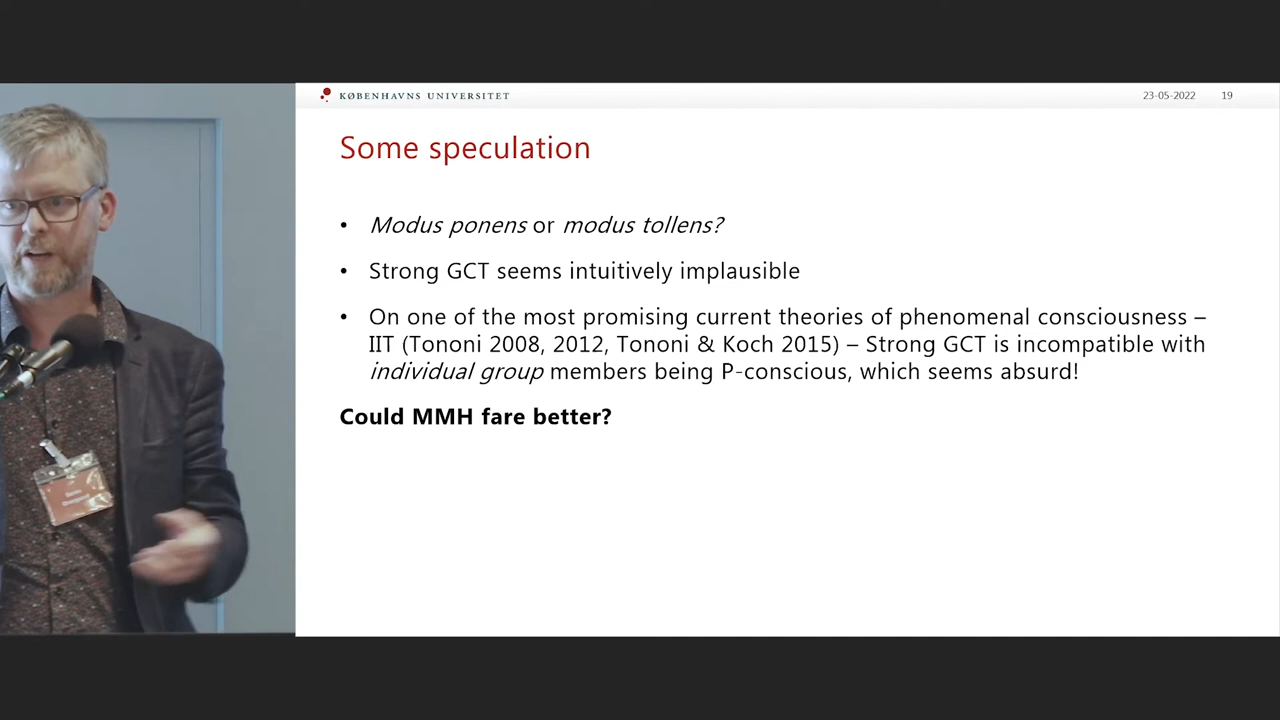 KØBENHAVNS UNIVERSITET
23-05-2022 19
Some speculation
• Modus ponens or modus tollens?
• Strong GCT seems intuitively implausible
• On one of the most promising current theories of phenomenal consciousness –
IIT (Tononi 2008, 2012, Tononi & Koch 2015) – Strong GCT is incompatible with
individual group members being P-conscious, which seems absurd!
Could MMH fare better?